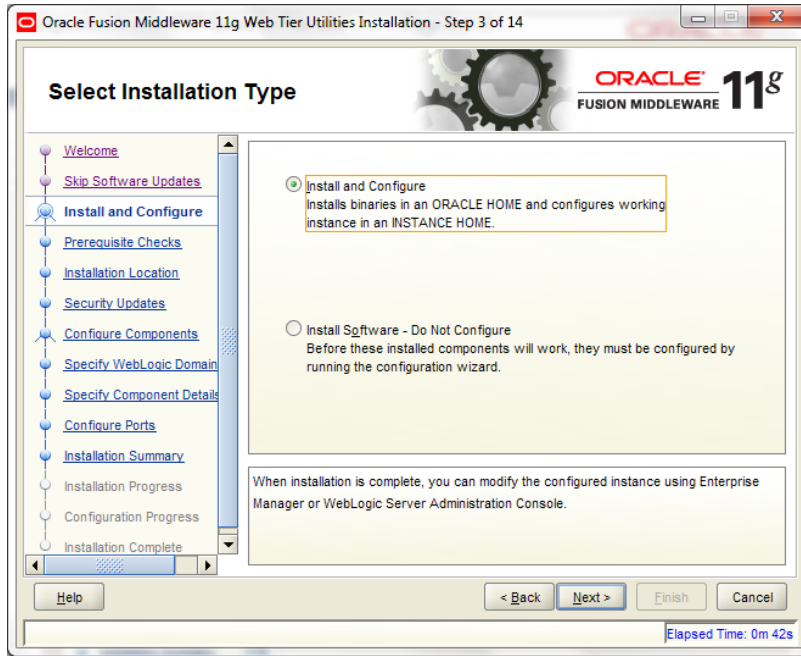 Oracle Fusion Middleware 11g Web Tier Utilities Installation - Step 3 of 14
Select Installation Type
ORACLE
FUSION MIDDLEWARE 11g
Welcome
Skip Software Updates
Install and Configure
Prerequisite Checks
Installation Location
Security Updates
Configure Components
Specify WebLogic Domain
Specify Component Details
Configure Ports
Installation Summary
Installation Progress
Configuration Progress
Installation Complete
Install and Configure
Installs binaries in an ORACLE HOME and configures working
instance in an INSTANCE HOME.
Install Software - Do Not Configure
Before these installed components will work, they must be configured by
running the configuration wizard.
When installation is complete, you can modify the configured instance using Enterprise
Manager or WebLogic Server Administration Console.
Help
< Back
Next >
Finish
Cancel
Elapsed Time: 0m 42s